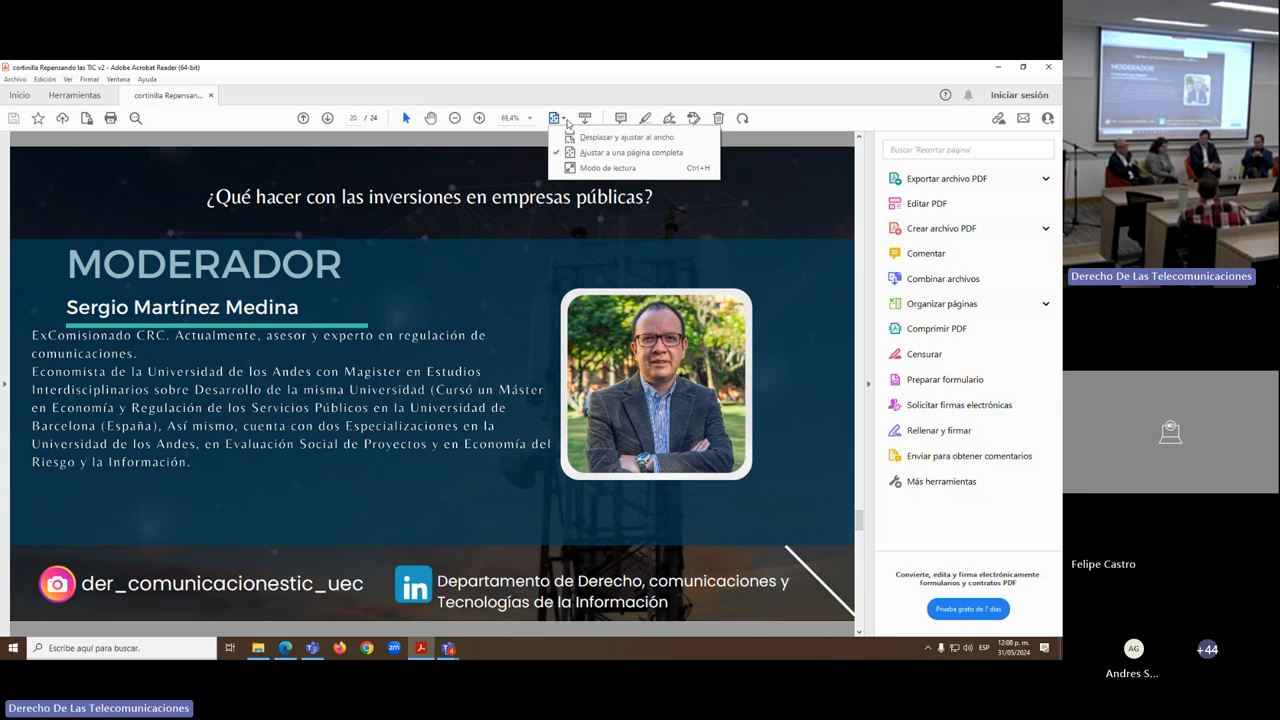 cortinilla Repensando las TIC v2 - Adobe Acrobat Reader (64-bit)
Archivo Edición Ver Firmar Ventana Ayuda
Inicio Herramientas cortinilla Repensan... × Iniciar sesión
20 / 24 69,4%
Desplazar y ajustar al ancho
Ajustar a una página completa
Modo de lectura Ctrl+H
¿Qué hacer con las inversiones en empresas públicas?
MODERADOR
Sergio Martínez Medina
ExComisionado CRC. Actualmente, asesor y experto en regulación de
comunicaciones.
Economista de la Universidad de los Andes con Magister en Estudios
Interdisciplinarios sobre Desarrollo de la misma Universidad (Cursó un Máster
en Economía y Regulación de los Servicios Públicos en la Universidad de
Barcelona (España), Así mismo, cuenta con dos Especializaciones en la
Universidad de los Andes, en Evaluación Social de Proyectos y en Economía del
Riesgo y la Información.
der_comunicacionestic_uec
in Departamento de Derecho, comunicaciones y
Tecnologías de la Información
Buscar 'Recortar página'
Exportar archivo PDF
Editar PDF
Crear archivo PDF
Comentar
Combinar archivos
Organizar páginas
Comprimir PDF
Censurar
Preparar formulario
Solicitar firmas electrónicas
Rellenar y firmar
Enviar para obtener comentarios
Más herramientas
Convierte, edita y firma electrónicamente
formularios y contratos PDF
Prueba gratis de 7 días
Escribe aquí para buscar.
zm
ESP
12:08 p. m.
31/05/2024
Derecho De Las Telecomunicaciones
MODERADOR
Derecho De Las Telecomunicaciones
Felipe Castro
AG
Andres S...
+44